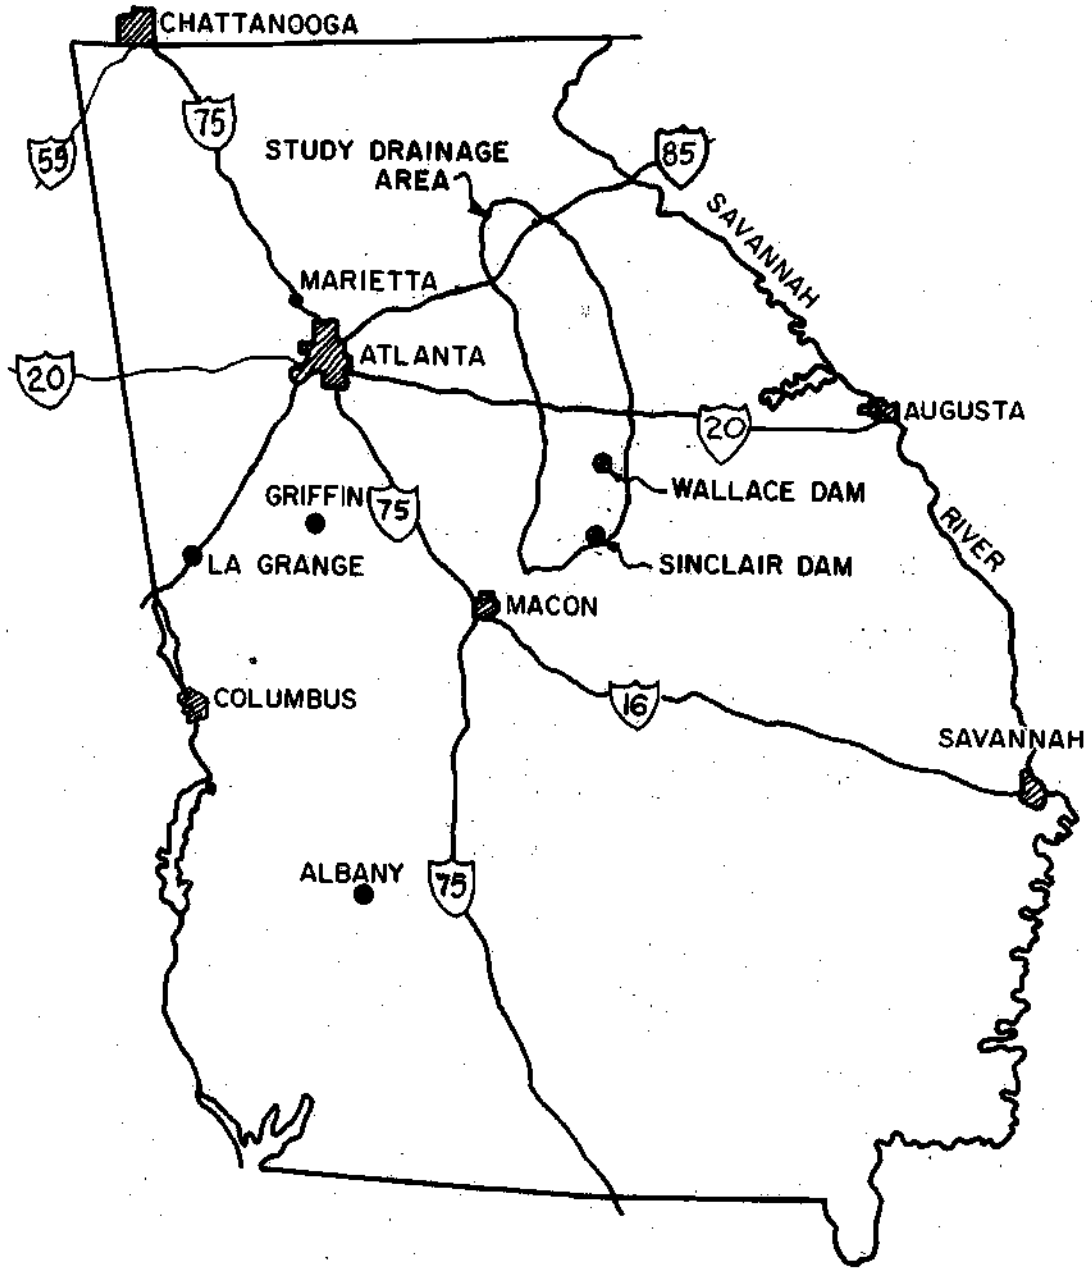 CHATTANOOGA
75
59
STUDY DRAINAGE
AREA
85
SAVANNAH
MARIETTA
ATLANTA
20
AUGUSTA
20
WALLACE DAM
GRIFFIN
75
RIVER
LA GRANGE
SINCLAIR DAM
MACON
COLUMBUS
16
SAVANNAH
ALBANY
75